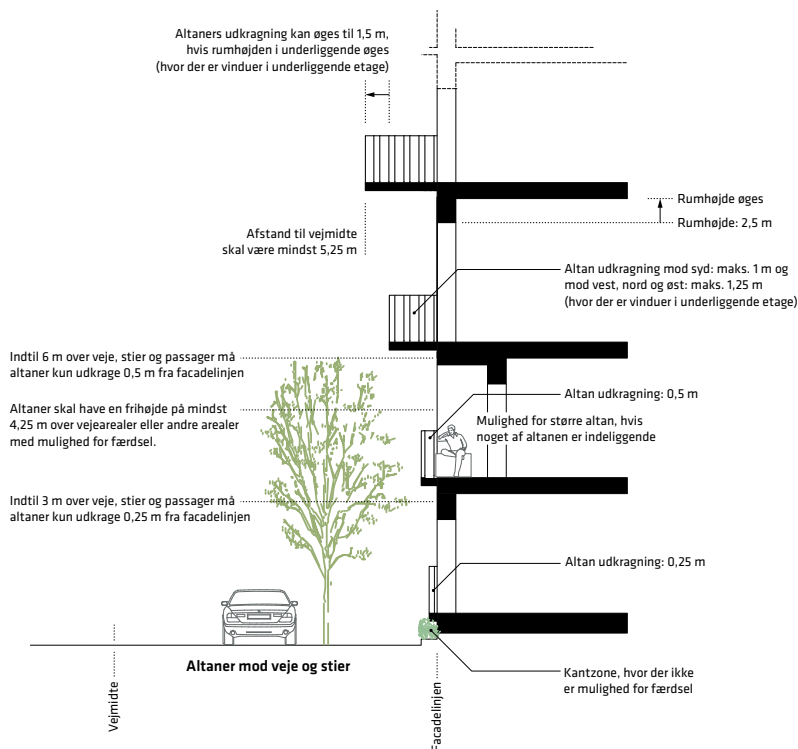 Altaners udkragning kan øges til 1,5 m,
hvis rumhøjden i underliggende øges
(hvor der er vinduer i underliggende etage)
Rumhøjde øges
Rumhøjde: 2,5 m
Afstand til vejmidte
skal være mindst 5,25 m
Altan udkragning mod syd: maks. 1 m og
mod vest, nord og øst: maks. 1,25 m
(hvor der er vinduer i underliggende etage)
Indtil 6 m over veje, stier og passager må
altaner kun udkrage 0,5 m fra facadelinjen
Altan udkragning: 0,5 m
Altaner skal have en frihøjde på mindst
4,25 m over vejearealer eller andre arealer
med mulighed for færdsel.
Mulighed for større altan, hvis
noget af altanen er indeliggende
Indtil 3 m over veje, stier og passager må
altaner kun udkrage 0,25 m fra facadelinjen
Altan udkragning: 0,25 m
Altaner mod veje og stier
Kantzone, hvor der ikke
er mulighed for færdsel
Vejmidte
Facadelinjen